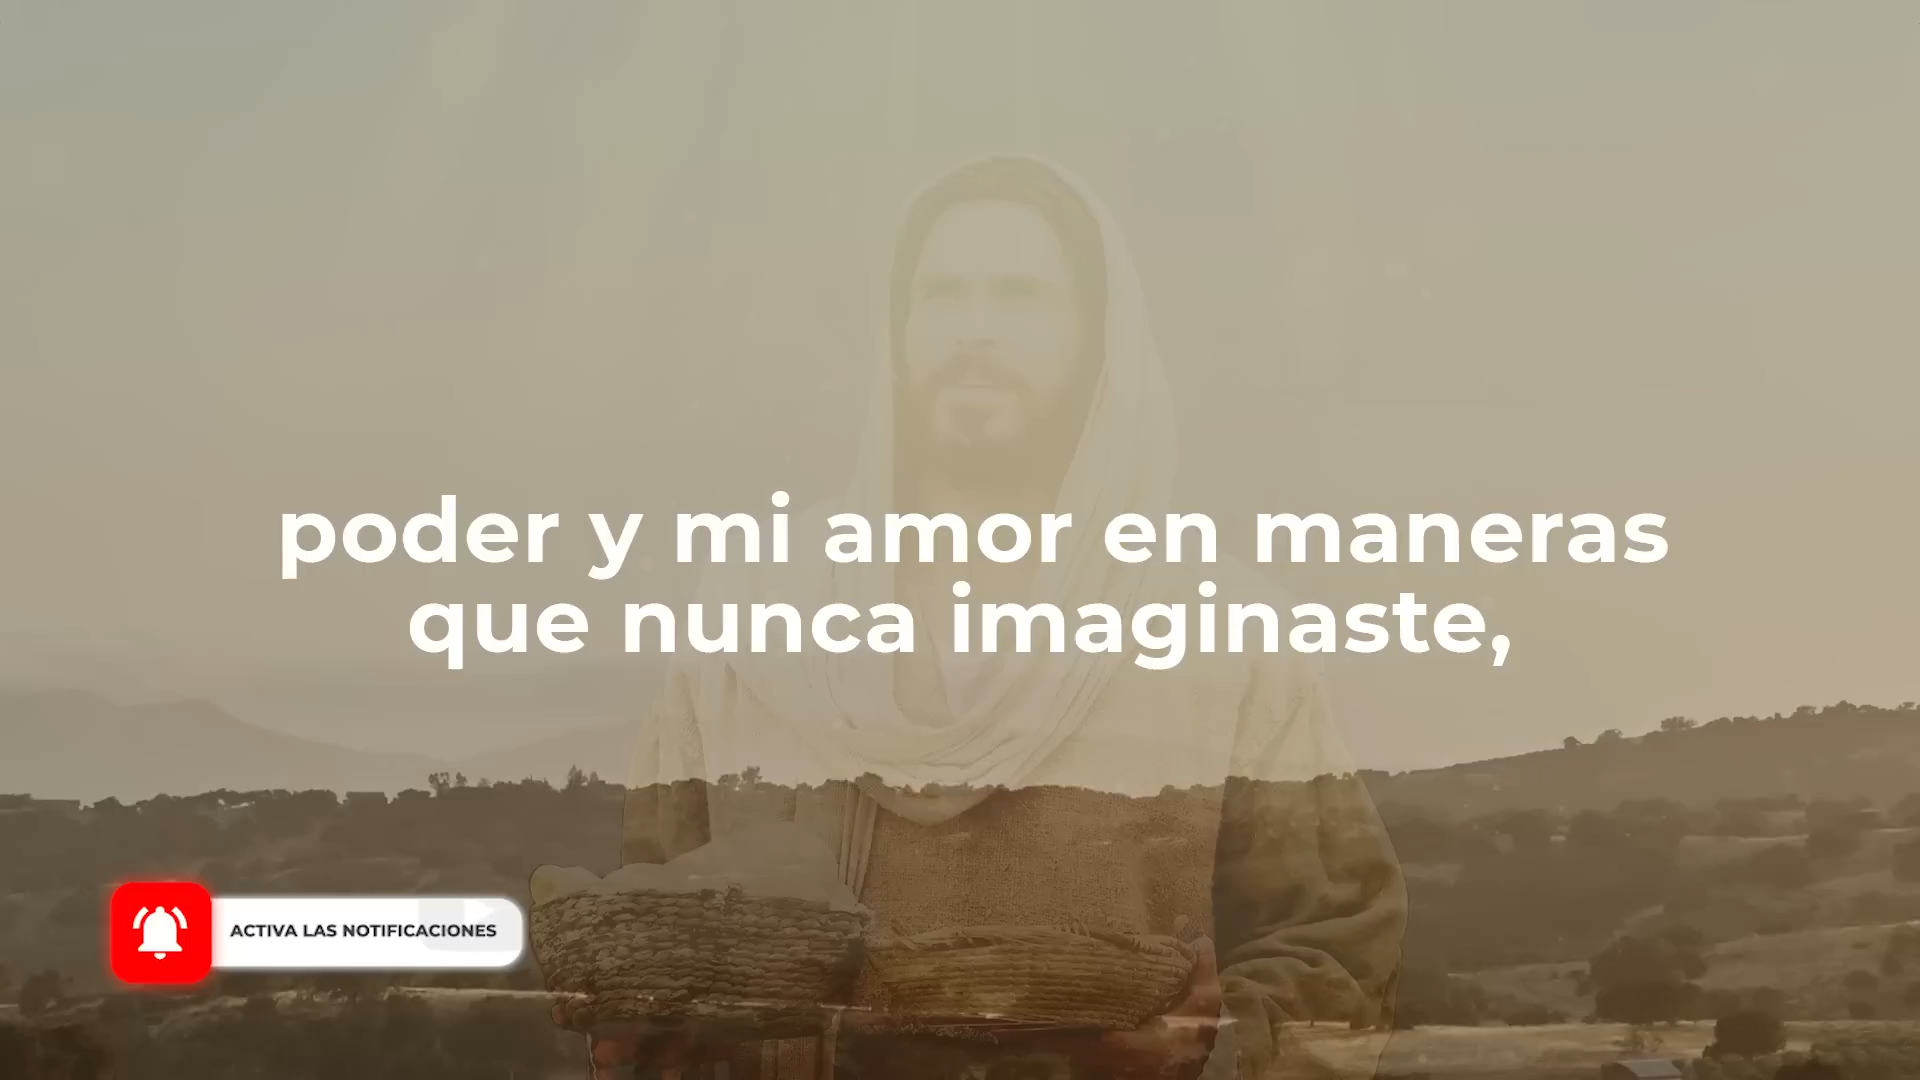 poder y mi amor en maneras
que nunca imaginaste,
ACTIVA LAS NOTIFICACIONES